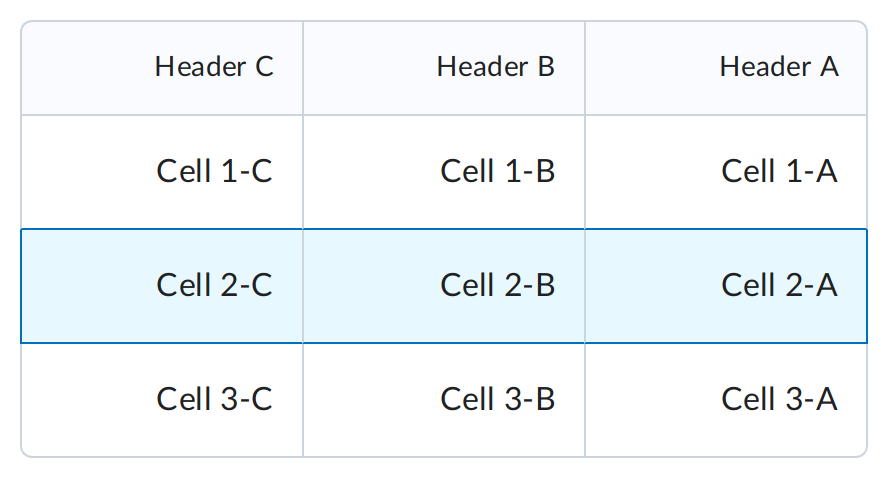 Header C Header B Header A
Cell 1-C Cell 1-B Cell 1-A
Cell 2-C Cell 2-B Cell 2-A
Cell 3-C Cell 3-B Cell 3-A